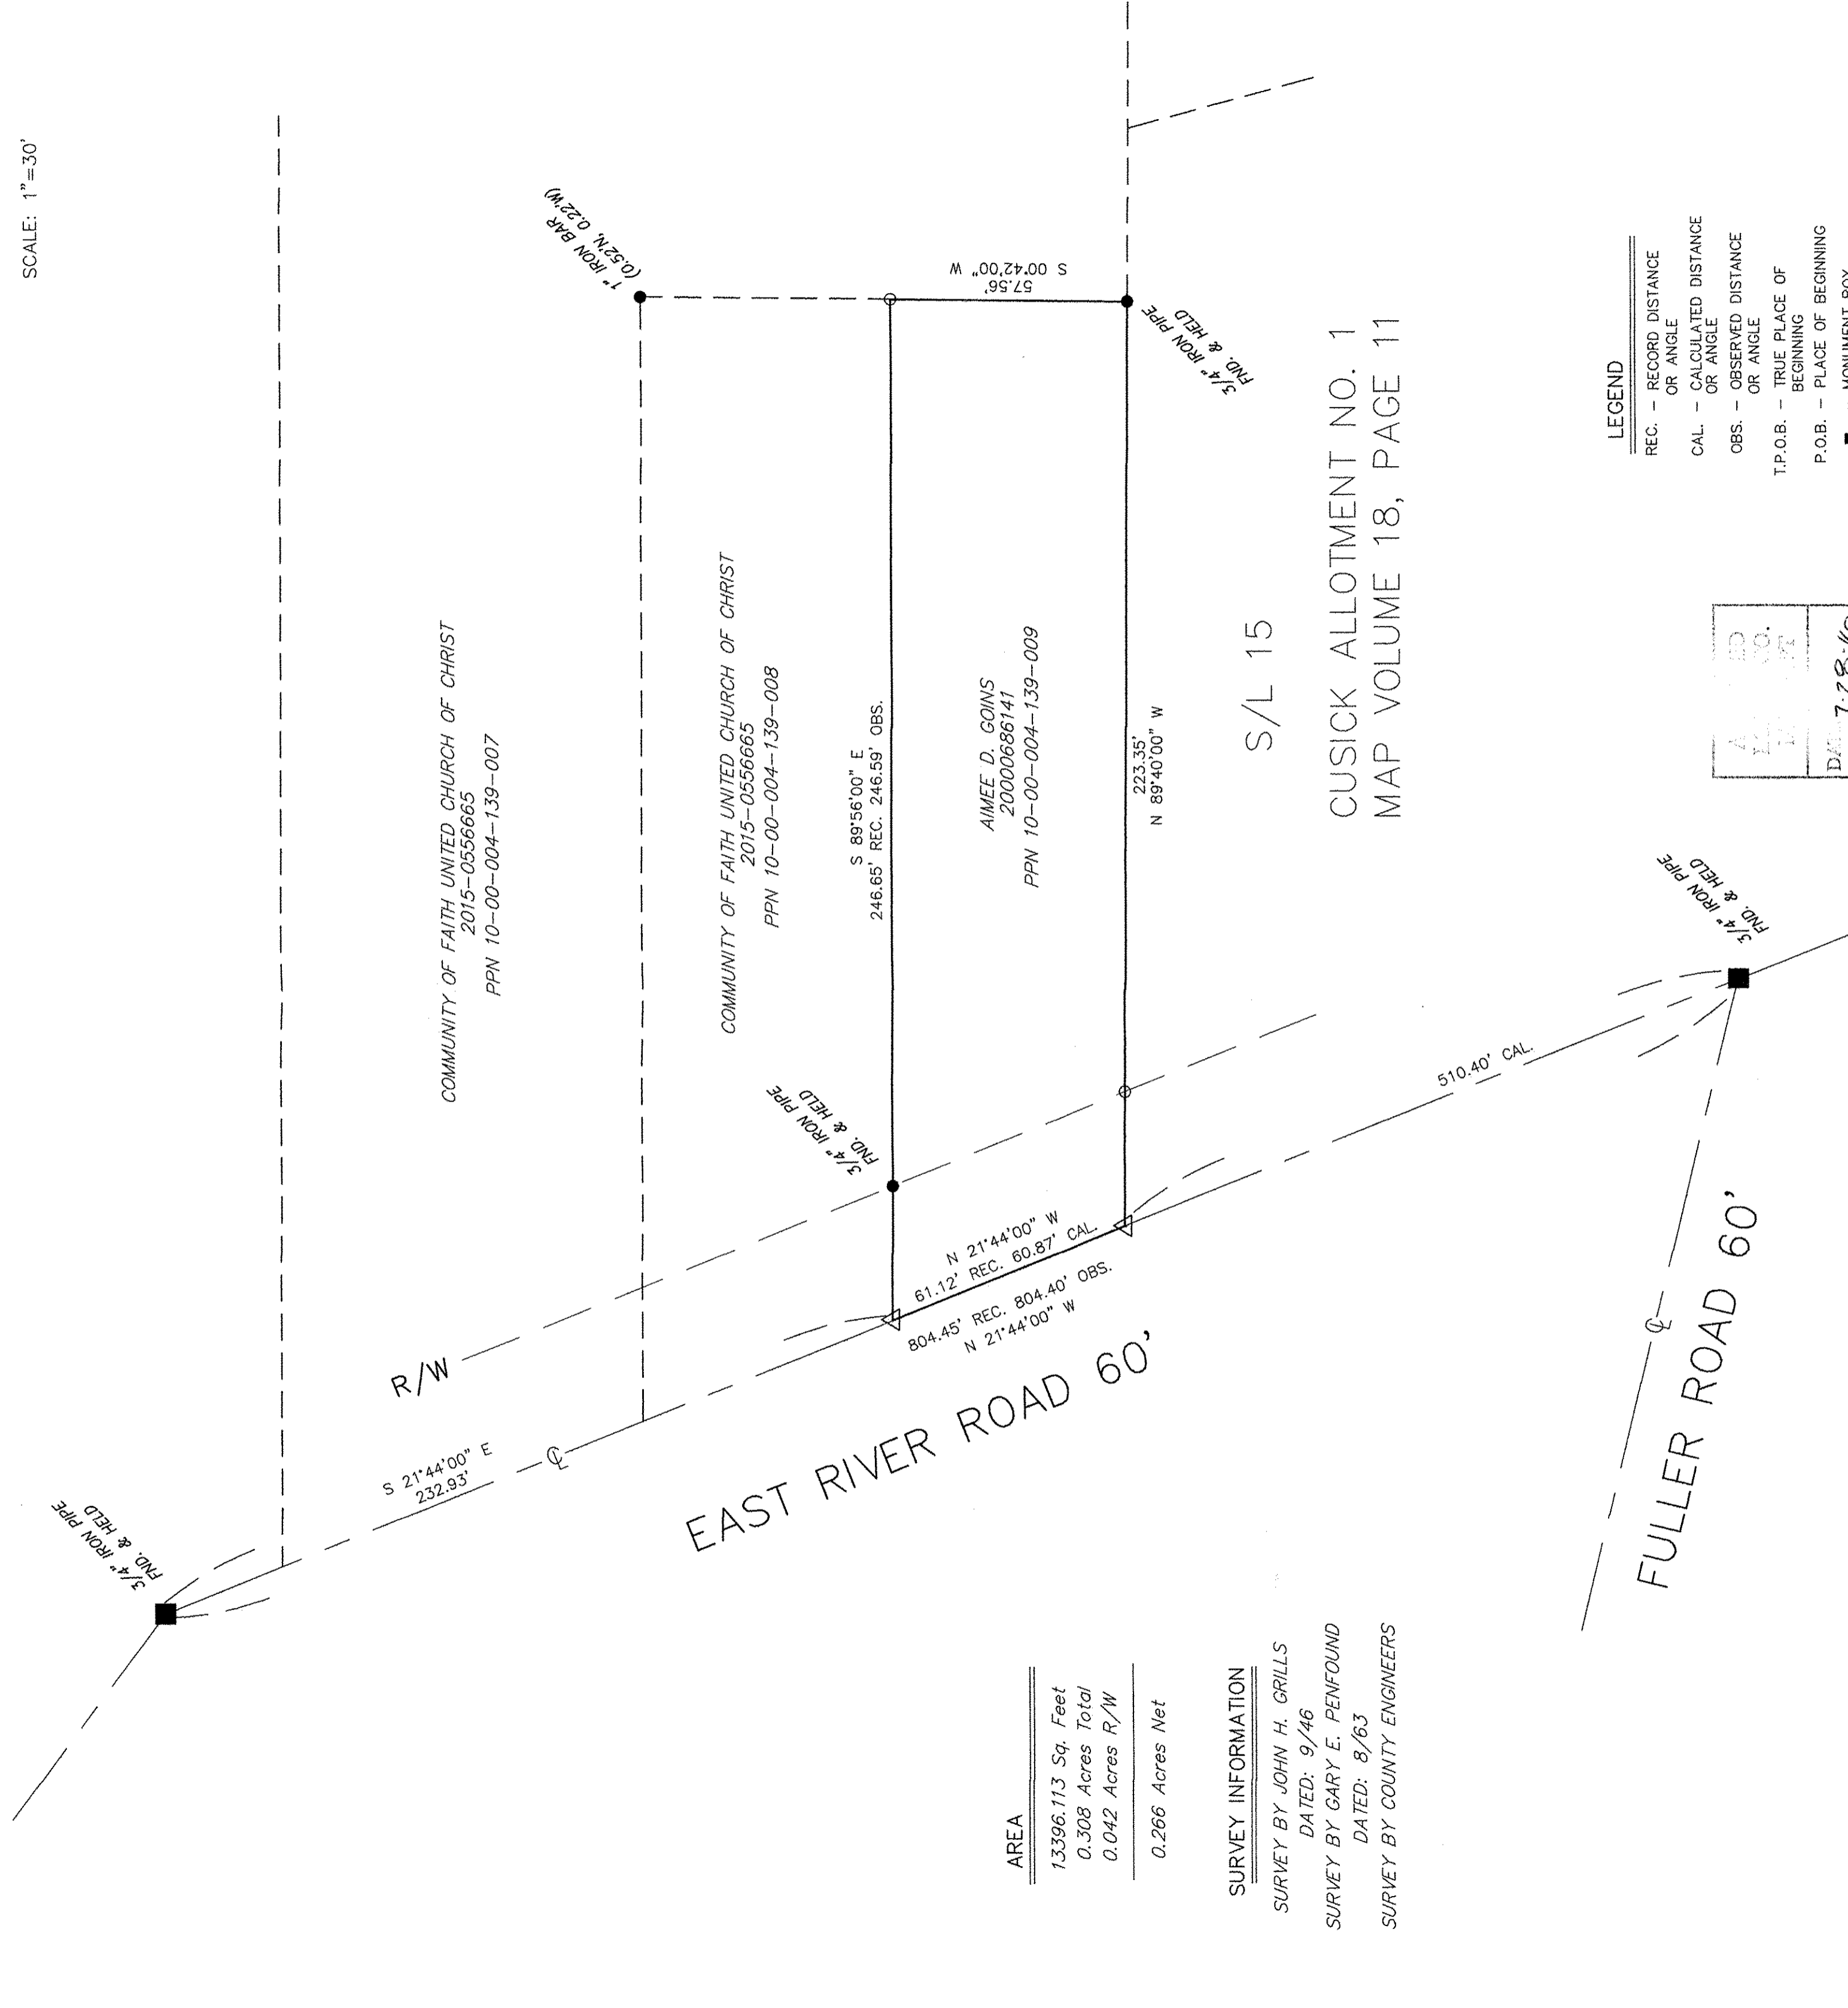 SCALE: 1"=30'
1" IRON BAR
(0.52'N, 0.22'W)
COMMUNITY OF FAITH UNITED CHURCH OF CHRIST
2015-0556665
PPN 10-00-004-139-007
COMMUNITY OF FAITH UNITED CHURCH OF CHRIST
2015-0556665
PPN 10-00-004-139-008
S 89°56'00" E
246.65' REC. 246.59' OBS.
S 00°42'00" W
57.56'
AIMEE D. GOINS
20000686141
PPN 10-00-004-139-009
3/4" IRON PIPE
FND. & HELD
223.35'
N 89°40'00" W
S/L 15
CUSICK ALLOTMENT NO. 1
MAP VOLUME 18, PAGE 11
3/4" IRON PIPE
FND. & HELD
R/W
S 21°44'00" E
232.93'
N 21°44'00" W
61.12' REC. 60.87' CAL.
804.45' REC. 804.40' OBS.
N 21°44'00" W
510.40' CAL.
EAST RIVER ROAD 60'
3/4" IRON PIPE
FND. & HELD
3/4" IRON PIPE
FND. & HELD
FULLER ROAD 60'
LEGEND
REC. - RECORD DISTANCE
OR ANGLE
CAL. - CALCULATED DISTANCE
OR ANGLE
OBS. - OBSERVED DISTANCE
OR ANGLE
T.P.O.B. - TRUE PLACE OF
BEGINNING
P.O.B. - PLACE OF BEGINNING
MONUMENT BOX
AREA
13396.113 Sq. Feet
0.308 Acres Total
0.042 Acres R/W
0.266 Acres Net
SURVEY INFORMATION
SURVEY BY JOHN H. GRILLS
DATED: 9/46
SURVEY BY GARY E. PENFOUND
DATED: 8/63
SURVEY BY COUNTY ENGINEERS